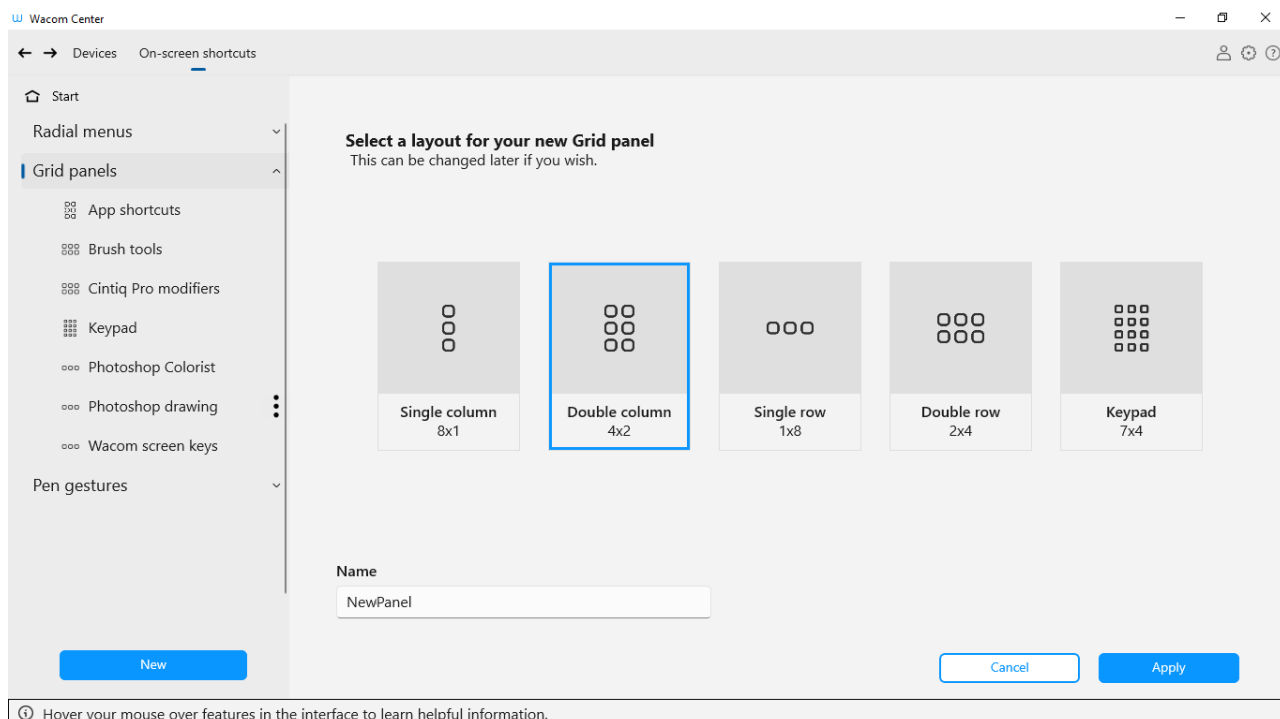 Wacom Center
Devices
On-screen shortcuts
Start
Radial menus
Grid panels
App shortcuts
Brush tools
Cintiq Pro modifiers
Keypad
Photoshop Colorist
Photoshop drawing
Wacom screen keys
Pen gestures
New
Select a layout for your new Grid panel
This can be changed later if you wish.
Single column
8x1
Double column
4x2
Single row
1x8
Double row
2x4
Keypad
7x4
Name
NewPanel
Cancel
Apply
Hover your mouse over features in the interface to learn helpful information.